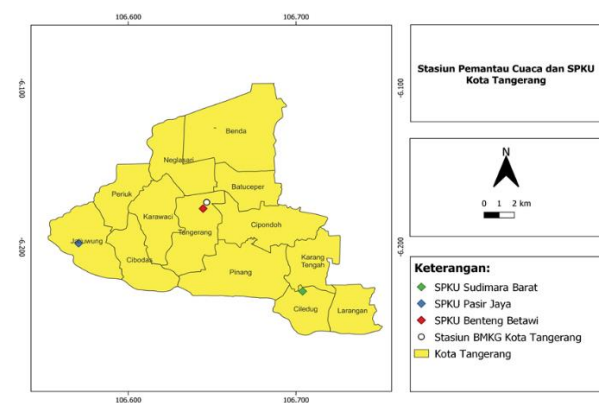 106.600
106.700
-6.100
-6.100
Stasiun Pemantau Cuaca dan SPKU
Kota Tangerang
Benda
Neglasari
Batuceper
Periuk
Karawaci
Tangerang
Cipondoh
-6.200
-6.200
Jatiuwung
Cibodas
Pinang
Karang
Tengah
Ciledug
Larangan
N
0 1 2 km
Keterangan:
SPKU Sudimara Barat
SPKU Pasir Jaya
SPKU Benteng Betawi
Stasiun BMKG Kota Tangerang
Kota Tangerang
106.600
106.700